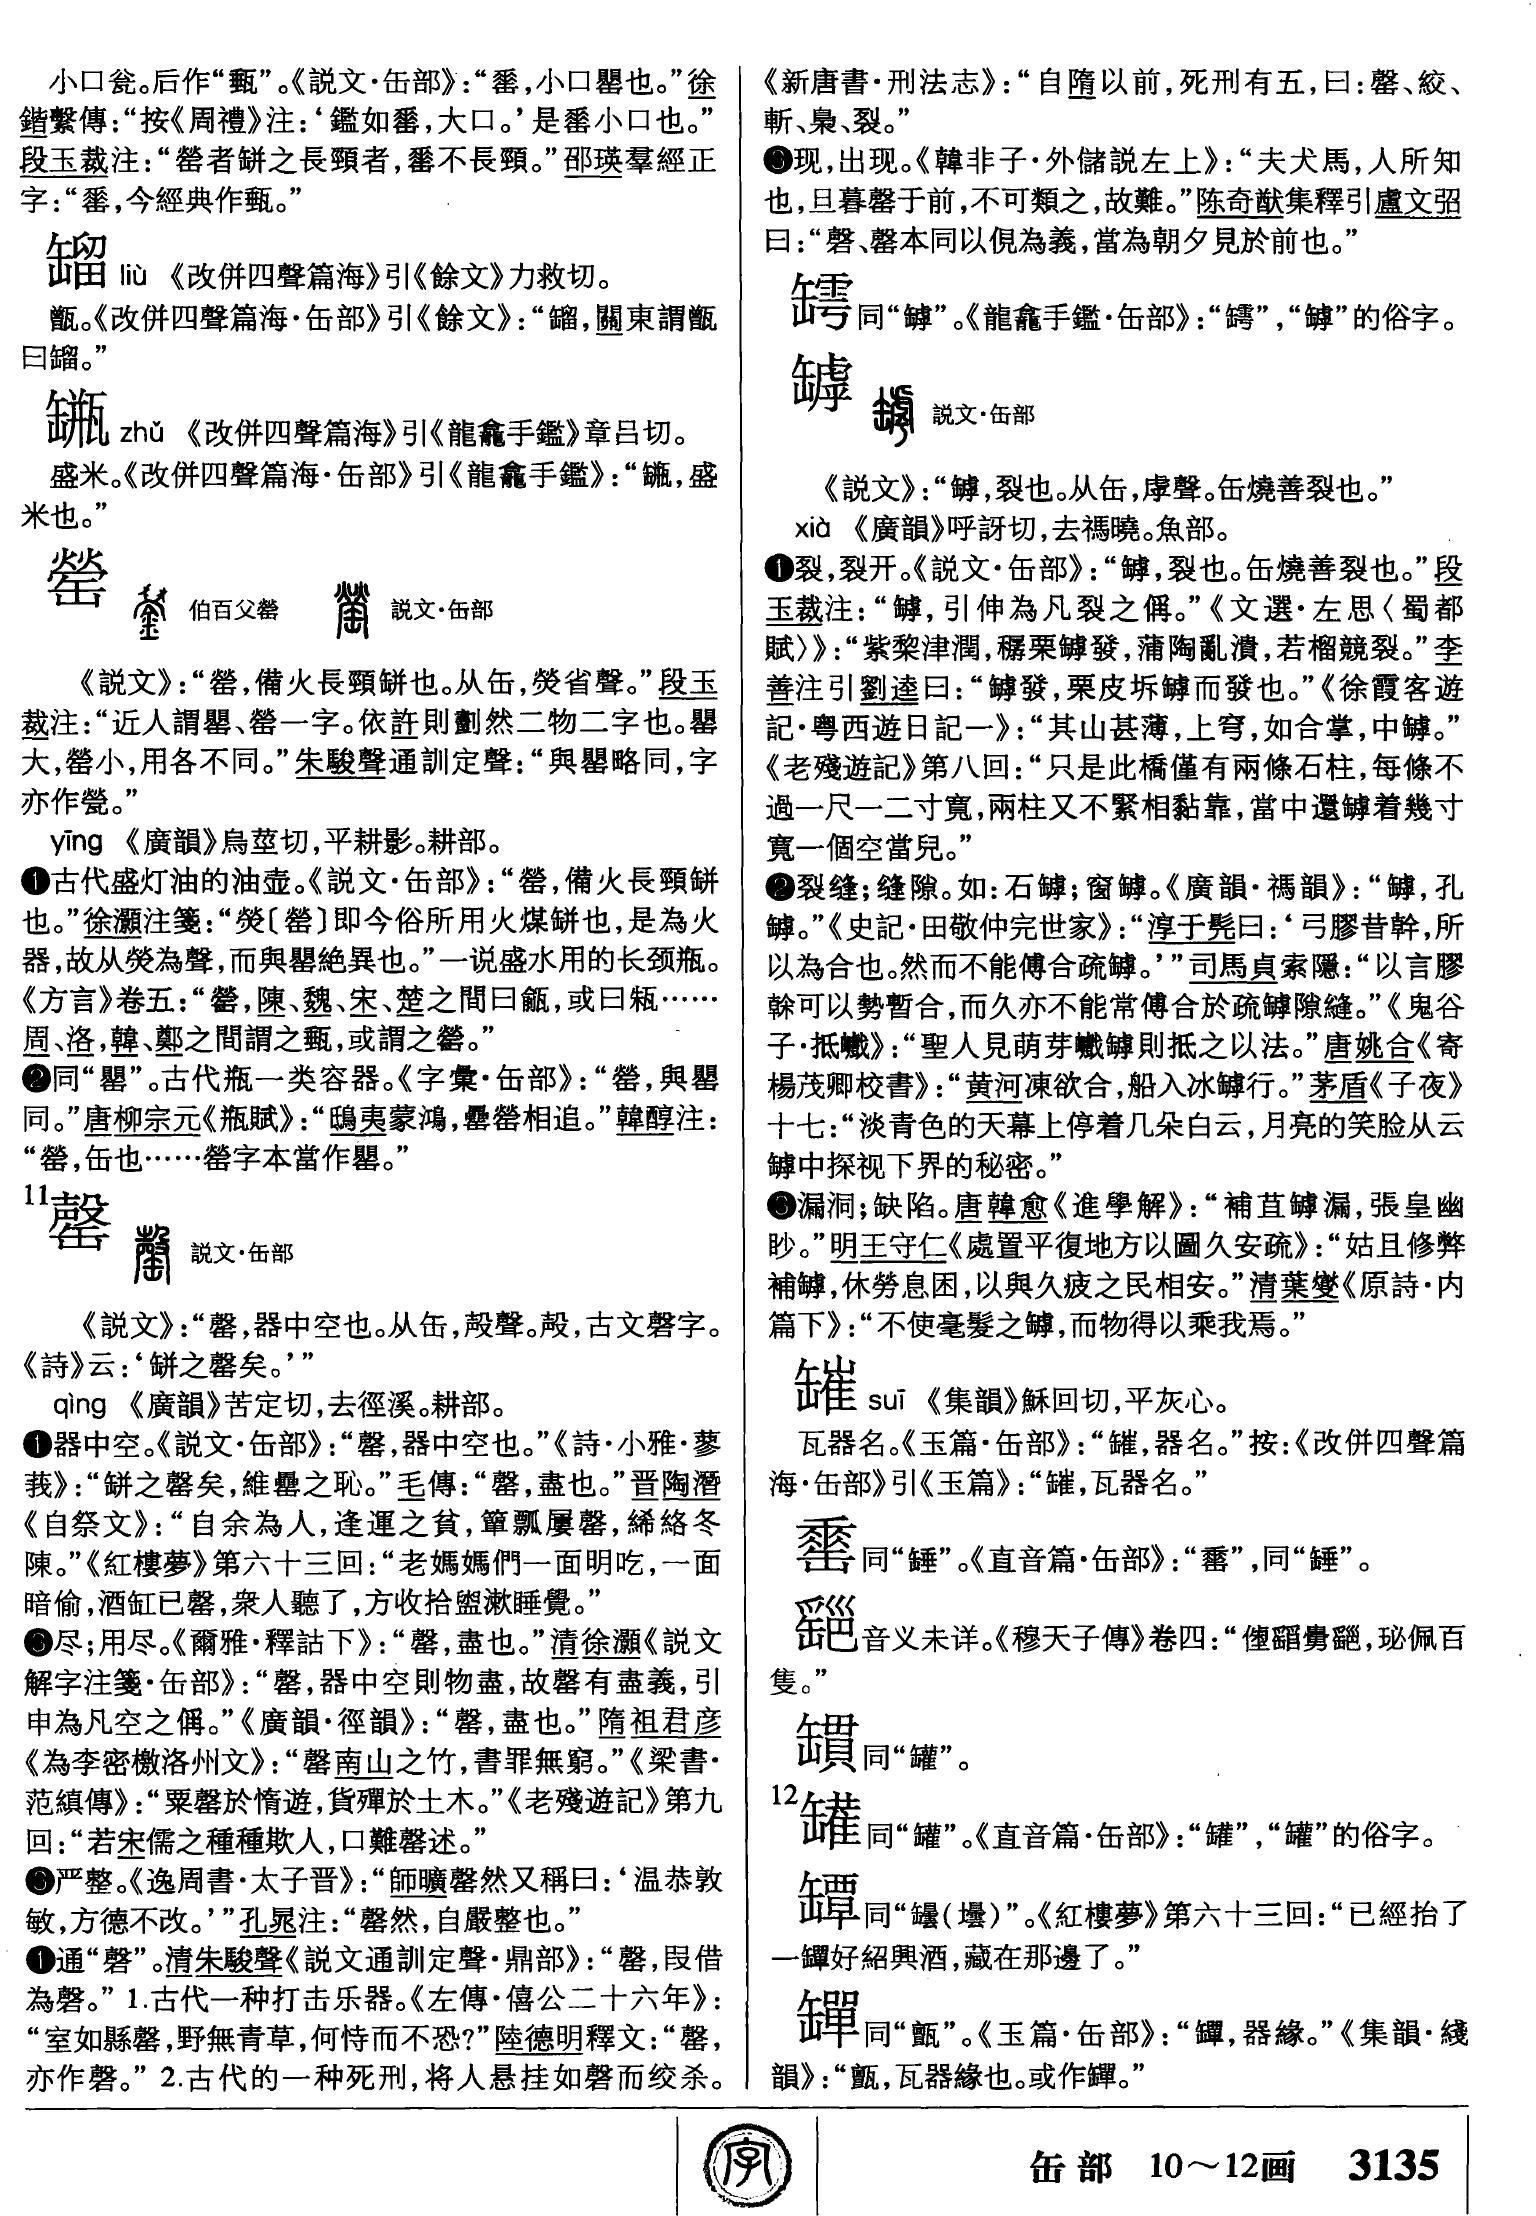 小口瓮。后作“甀”。《説文·缶部》：“䍋，小口罌也。”徐
鍇繫傳：“按《周禮》注：‘鑑如䍋，大口。’是䍋小口也。”
段玉裁注：“罃者缾之長頸者，䍋不長頸。”邵瑛羣經正
字：“䍋，今經典作甀。”
liù 《改併四聲篇海》引《餘文》力救切。
甑。《改併四聲篇海·缶部》引《餘文》：“，關東謂甑
曰。”
zhǔ 《改併四聲篇海》引《龍龕手鑑》章吕切。
盛米。《改併四聲篇海·缶部》引《龍龕手鑑》：“，盛
米也。”
罃 伯百父罃 説文·缶部
《説文》：“罃，備火長頸缾也。从缶，熒省聲。”段玉
裁注：“近人謂罌、罃一字。依許則劃然二物二字也。罌
大，罃小，用各不同。”朱駿聲通訓定聲：“與罌略同，字
亦作甇。”
yīng 《廣韻》烏莖切，平耕影。耕部。
❶古代盛灯油的油壶。《説文·缶部》：“罃，備火長頸缾
也。”徐灝注箋：“熒〔罃〕即今俗所用火煤缾也，是為火
器，故从熒為聲，而與罌絶異也。”一说盛水用的长颈瓶。
《方言》卷五：“罃，陳、魏、宋、楚之間曰㼶，或曰㼚……
周、洛，韓、鄭之間謂之甀，或謂之罃。”
❷同“罌”。古代瓶一类容器。《字彙·缶部》：“罃，與罌
同。”唐柳宗元《瓶賦》：“鴟夷蒙鴻，罍罃相追。”韓醇注：
“罃，缶也……罃字本當作罌。”
11 罄 説文·缶部
《説文》：“罄，器中空也。从缶，殸聲。殸，古文磬字。
《詩》云：‘缾之罄矣。’”
qìng 《廣韻》苦定切，去徑溪。耕部。
❶器中空。《説文·缶部》：“罄，器中空也。”《詩·小雅·蓼
莪》：“缾之罄矣，維罍之恥。”毛傳：“罄，盡也。”晋陶潛
《自祭文》：“自余為人，逢運之貧，簞瓢屢罄，絺綌冬
陳。”《紅樓夢》第六十三回：“老媽媽們一面明吃，一面
暗偷，酒缸已罄，衆人聽了，方收拾盥漱睡覺。”
❸尽；用尽。《爾雅·釋詁下》：“罄，盡也。”清徐灝《説文
解字注箋·缶部》：“罄，器中空則物盡，故罄有盡義，引
申為凡空之偁。”《廣韻·徑韻》：“罄，盡也。”隋祖君彦
《為李密檄洛州文》：“罄南山之竹，書罪無窮。”《梁書·
范縝傳》：“粟罄於惰遊，貨殫於土木。”《老殘遊記》第九
回：“若宋儒之種種欺人，口難罄述。”
❸严整。《逸周書·太子晋》：“師曠罄然又稱曰：‘温恭敦
敏，方德不改。’”孔晁注：“罄然，自嚴整也。”
❶通“磬”。清朱駿聲《説文通訓定聲·鼎部》：“罄，叚借
為磬。” 1.古代一种打击乐器。《左傳·僖公二十六年》：
“室如縣罄，野無青草，何恃而不恐？”陸德明釋文：“罄，
亦作磬。” 2.古代的一种死刑，将人悬挂如磬而绞杀。
《新唐書·刑法志》：“自隋以前，死刑有五，曰：罄、絞、
斬、梟、裂。”
❸现，出现。《韓非子·外儲説左上》：“夫犬馬，人所知
也，旦暮罄于前，不可類之，故難。”陈奇猷集釋引盧文弨
曰：“磬、罄本同以俔為義，當為朝夕見於前也。”
同“罅”。《龍龕手鑑·缶部》：“”，“罅”的俗字。
罅 説文·缶部
《説文》：“罅，裂也。从缶，虖聲。缶燒善裂也。”
xià 《廣韻》呼訝切，去禡曉。魚部。
❶裂，裂开。《説文·缶部》：“罅，裂也。缶燒善裂也。”段
玉裁注：“罅，引伸為凡裂之偁。”《文選·左思〈蜀都
賦〉》：“紫棃津潤，樼栗罅發，蒲陶亂潰，若榴競裂。”李
善注引劉逵曰：“罅發，栗皮坼罅而發也。”《徐霞客遊
記·粤西遊日記一》：“其山甚薄，上穹，如合掌，中罅。”
《老殘遊記》第八回：“只是此橋僅有兩條石柱，每條不
過一尺一二寸寬，兩柱又不緊相黏靠，當中還罅着幾寸
寬一個空當兒。”
❷裂缝；缝隙。如：石罅；窗罅。《廣韻·禡韻》：“罅，孔
罅。”《史記·田敬仲完世家》：“淳于髡曰：‘弓膠昔幹，所
以為合也。然而不能傅合疏罅。’”司馬貞索隱：“以言膠
幹可以勢暫合，而久亦不能常傅合於疏罅隙縫。”《鬼谷
子·抵巇》：“聖人見萌芽巇罅則抵之以法。”唐姚合《寄
楊茂卿校書》：“黄河凍欲合，船入冰罅行。”茅盾《子夜》
十七：“淡青色的天幕上停着几朵白云，月亮的笑脸从云
罅中探视下界的秘密。”
❸漏洞；缺陷。唐韓愈《進學解》：“補苴罅漏，張皇幽
眇。”明王守仁《處置平復地方以圖久安疏》：“姑且修弊
補罅，休勞息困，以與久疲之民相安。”清葉燮《原詩·内
篇下》：“不使毫髮之罅，而物得以乘我焉。”
suī 《集韻》穌回切，平灰心。
瓦器名。《玉篇·缶部》：“，器名。”按：《改併四聲篇
海·缶部》引《玉篇》：“，瓦器名。”
同“䍋”。《直音篇·缶部》：“”，同“”。
音义未详。《穆天子傳》卷四：“，珌佩百
隻。”
同“罐”。
12 同“罐”。《直音篇·缶部》：“”，“罐”的俗字。
罈同“罎（壜）”。《紅樓夢》第六十三回：“已經抬了
一罈好紹興酒，藏在那邊了。”
同“甂”。《玉篇·缶部》：“，器緣。”《集韻·綫
韻》：“，瓦器緣也。或作。”
字
缶部 10～12画 3135